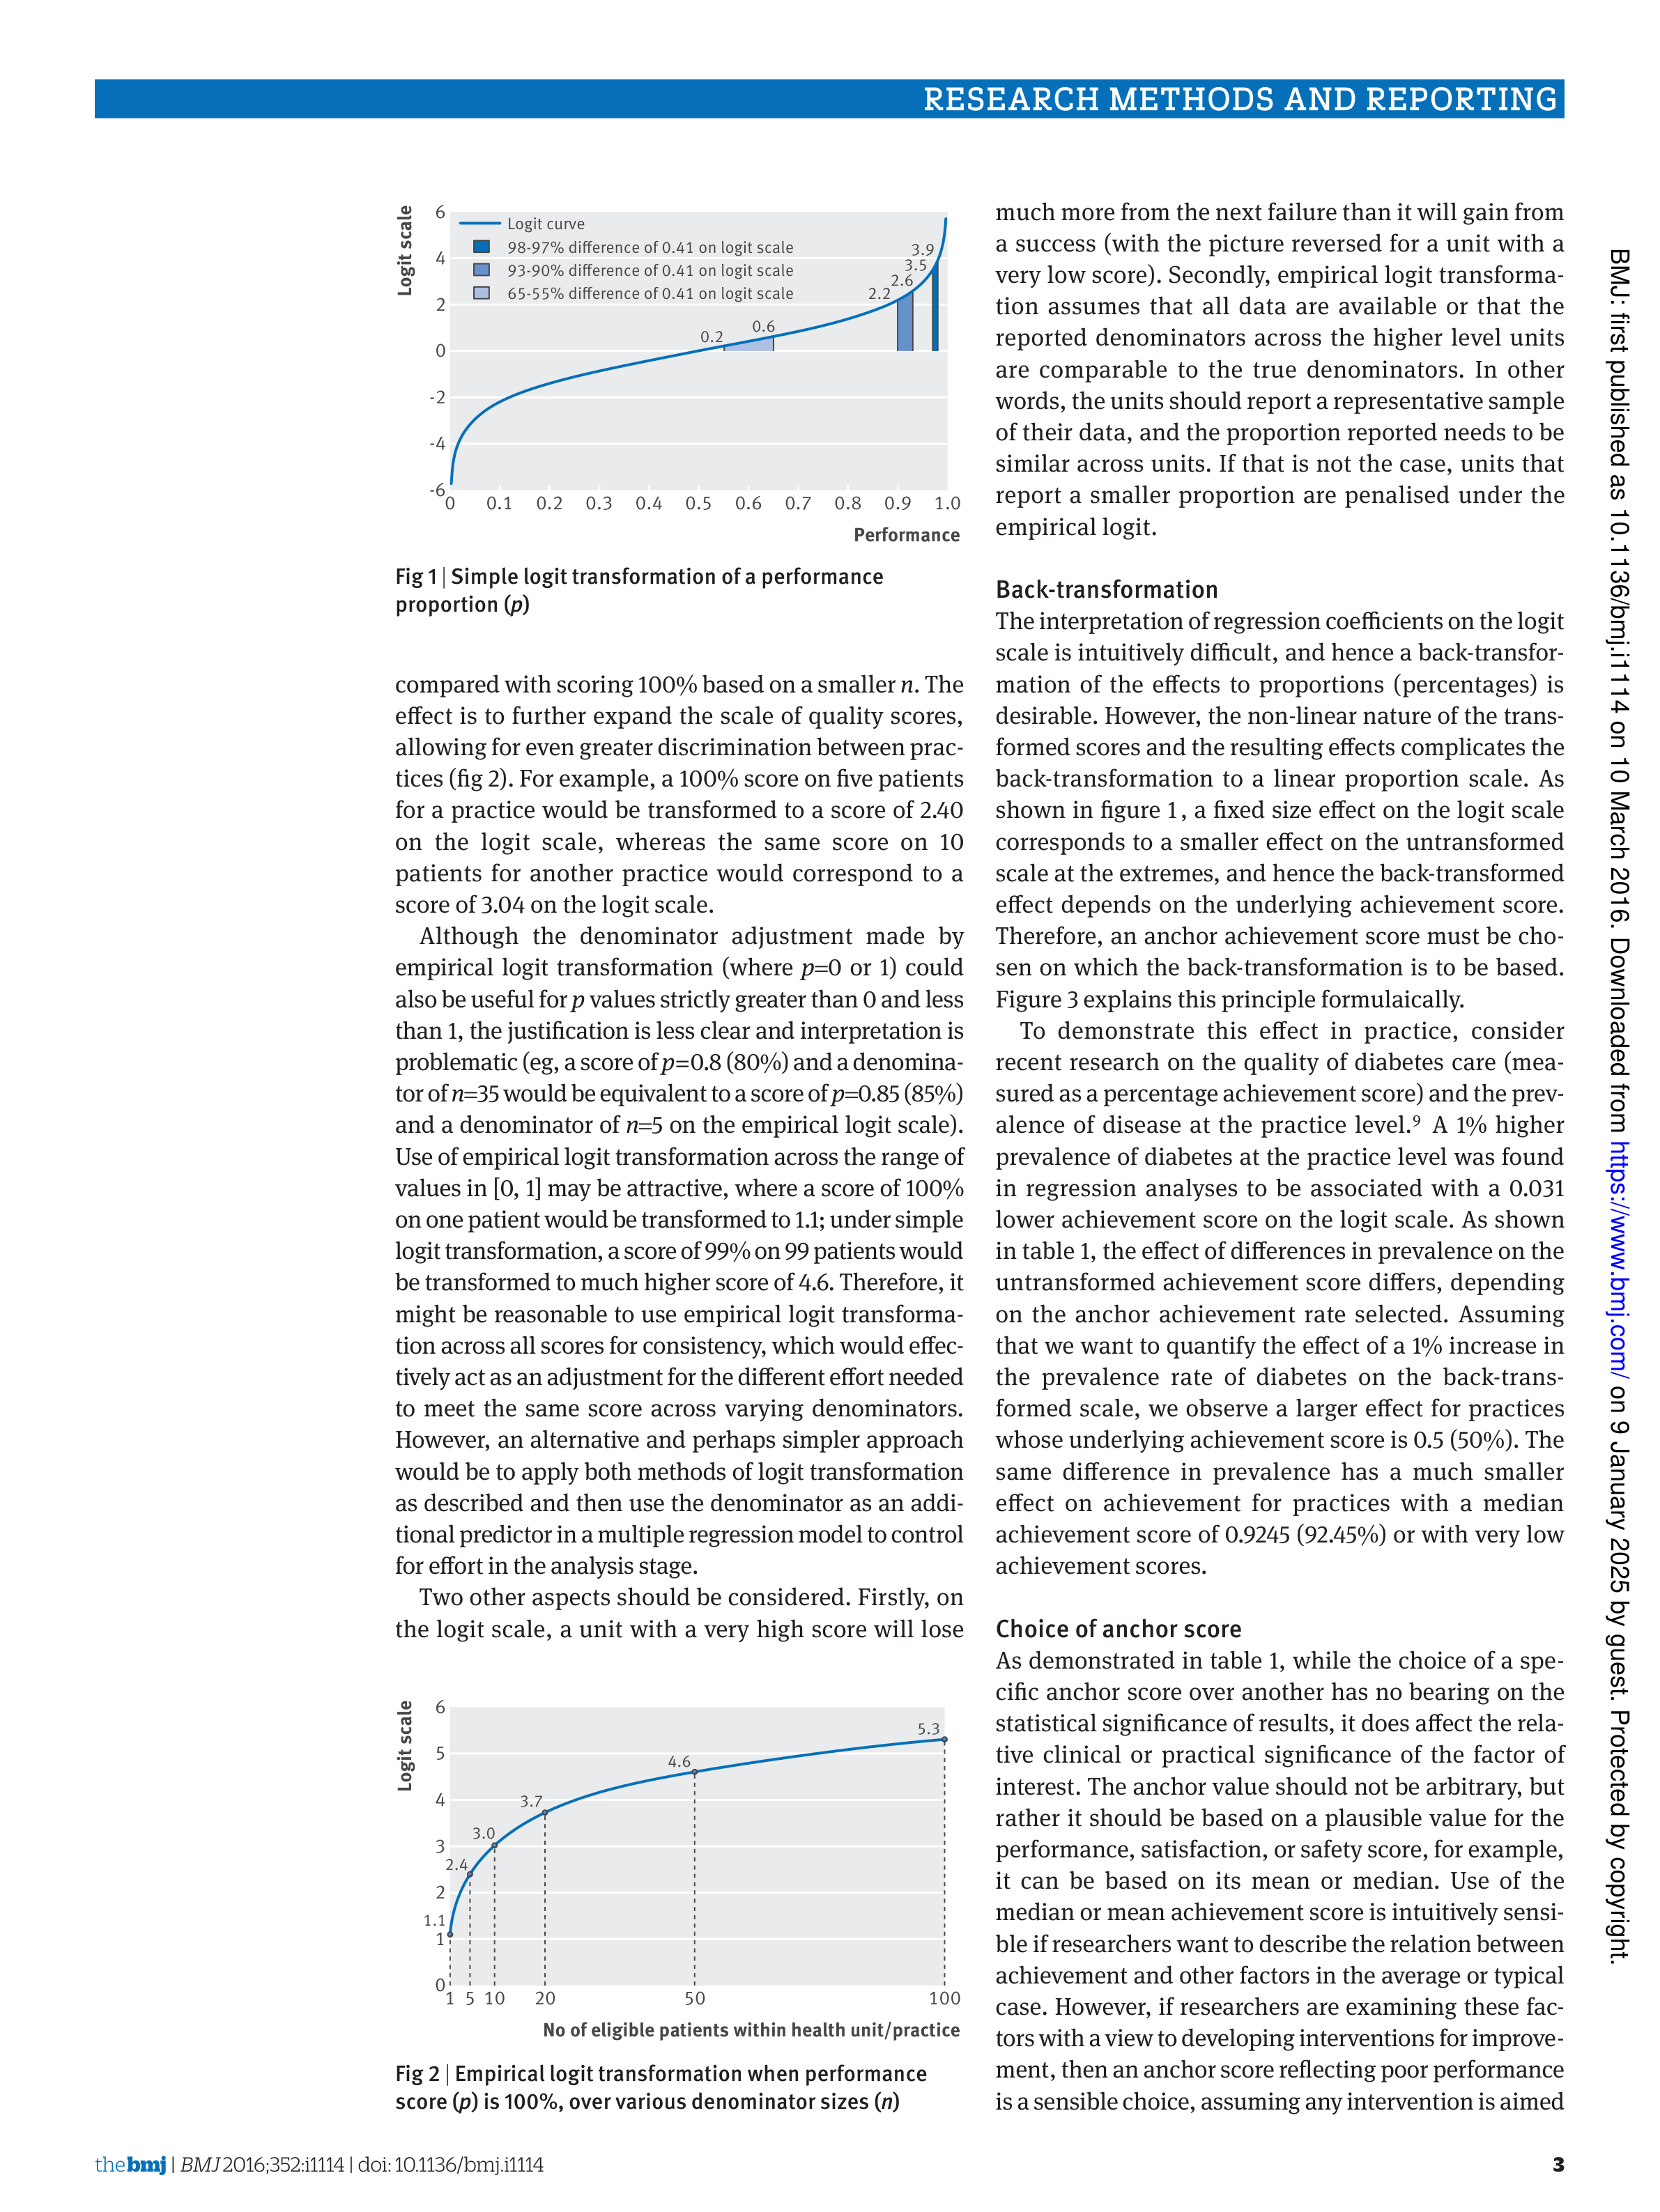 RESEARCH METHODS AND REPORTING
Logit scale
6
4
2
0
-2
-4
-6
Logit curve
98-97% difference of 0.41 on logit scale
93-90% difference of 0.41 on logit scale
65-55% difference of 0.41 on logit scale
0.2
0.6
2.2
2.6
3.5
3.9
0 0.1 0.2 0.3 0.4 0.5 0.6 0.7 0.8 0.9 1.0
Performance
Fig 1 | Simple logit transformation of a performance
proportion (p)
compared with scoring 100% based on a smaller n. The
effect is to further expand the scale of quality scores,
allowing for even greater discrimination between prac-
tices (fig 2). For example, a 100% score on five patients
for a practice would be transformed to a score of 2.40
on the logit scale, whereas the same score on 10
patients for another practice would correspond to a
score of 3.04 on the logit scale.
Although the denominator adjustment made by
empirical logit transformation (where p=0 or 1) could
also be useful for p values strictly greater than 0 and less
than 1, the justification is less clear and interpretation is
problematic (eg, a score of p=0.8 (80%) and a denomina-
tor of n=35 would be equivalent to a score of p=0.85 (85%)
and a denominator of n=5 on the empirical logit scale).
Use of empirical logit transformation across the range of
values in [0, 1] may be attractive, where a score of 100%
on one patient would be transformed to 1.1; under simple
logit transformation, a score of 99% on 99 patients would
be transformed to much higher score of 4.6. Therefore, it
might be reasonable to use empirical logit transforma-
tion across all scores for consistency, which would effec-
tively act as an adjustment for the different effort needed
to meet the same score across varying denominators.
However, an alternative and perhaps simpler approach
would be to apply both methods of logit transformation
as described and then use the denominator as an addi-
tional predictor in a multiple regression model to control
for effort in the analysis stage.
Two other aspects should be considered. Firstly, on
the logit scale, a unit with a very high score will lose
Logit scale
6
5
4
3
2
1
0
1.1
2.4
3.0
3.7
4.6
5.3
1 5 10 20 50 100
No of eligible patients within health unit/practice
Fig 2 | Empirical logit transformation when performance
score (p) is 100%, over various denominator sizes (n)
much more from the next failure than it will gain from
a success (with the picture reversed for a unit with a
very low score). Secondly, empirical logit transforma-
tion assumes that all data are available or that the
reported denominators across the higher level units
are comparable to the true denominators. In other
words, the units should report a representative sample
of their data, and the proportion reported needs to be
similar across units. If that is not the case, units that
report a smaller proportion are penalised under the
empirical logit.
Back-transformation
The interpretation of regression coefficients on the logit
scale is intuitively difficult, and hence a back-transfor-
mation of the effects to proportions (percentages) is
desirable. However, the non-linear nature of the trans-
formed scores and the resulting effects complicates the
back-transformation to a linear proportion scale. As
shown in figure 1, a fixed size effect on the logit scale
corresponds to a smaller effect on the untransformed
scale at the extremes, and hence the back-transformed
effect depends on the underlying achievement score.
Therefore, an anchor achievement score must be cho-
sen on which the back-transformation is to be based.
Figure 3 explains this principle formulaically.
To demonstrate this effect in practice, consider
recent research on the quality of diabetes care (mea-
sured as a percentage achievement score) and the prev-
alence of disease at the practice level.⁹ A 1% higher
prevalence of diabetes at the practice level was found
in regression analyses to be associated with a 0.031
lower achievement score on the logit scale. As shown
in table 1, the effect of differences in prevalence on the
untransformed achievement score differs, depending
on the anchor achievement rate selected. Assuming
that we want to quantify the effect of a 1% increase in
the prevalence rate of diabetes on the back-trans-
formed scale, we observe a larger effect for practices
whose underlying achievement score is 0.5 (50%). The
same difference in prevalence has a much smaller
effect on achievement for practices with a median
achievement score of 0.9245 (92.45%) or with very low
achievement scores.
Choice of anchor score
As demonstrated in table 1, while the choice of a spe-
cific anchor score over another has no bearing on the
statistical significance of results, it does affect the rela-
tive clinical or practical significance of the factor of
interest. The anchor value should not be arbitrary, but
rather it should be based on a plausible value for the
performance, satisfaction, or safety score, for example,
it can be based on its mean or median. Use of the
median or mean achievement score is intuitively sensi-
ble if researchers want to describe the relation between
achievement and other factors in the average or typical
case. However, if researchers are examining these fac-
tors with a view to developing interventions for improve-
ment, then an anchor score reflecting poor performance
is a sensible choice, assuming any intervention is aimed
BMJ: first published as 10.1136/bmj.i1114 on 10 March 2016. Downloaded from https://www.bmj.com/ on 9 January 2025 by guest. Protected by copyright.
thebmj | BMJ 2016;352:i1114 | doi: 10.1136/bmj.i1114
3